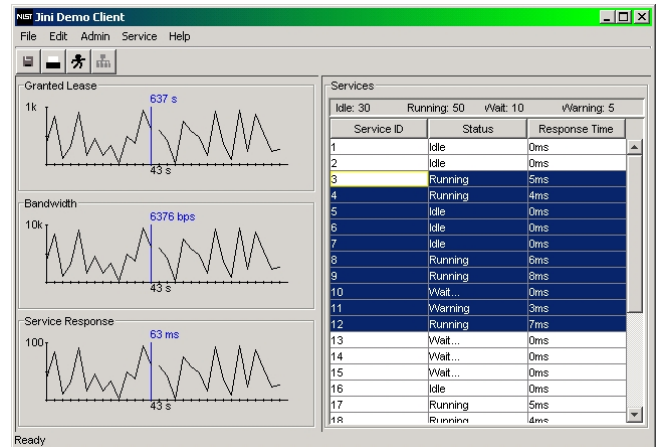 NIST Jini Demo Client
File Edit Admin Service Help
Granted Lease
1k
637 s
43 s
Bandwidth
10k
6376 bps
43 s
Service Response
100
63 ms
43 s
Services
Idle: 30 Running: 50 Wait: 10 Warning: 5
Service ID Status Response Time
1 Idle 0ms
2 Idle 0ms
3 Running 5ms
4 Running 4ms
5 Idle 0ms
6 Idle 0ms
7 Idle 0ms
8 Running 6ms
9 Running 8ms
10 Wait... 0ms
11 Warning 3ms
12 Running 7ms
13 Wait... 0ms
14 Wait... 0ms
15 Wait... 0ms
16 Idle 0ms
17 Running 5ms
18 Running 4ms
Ready